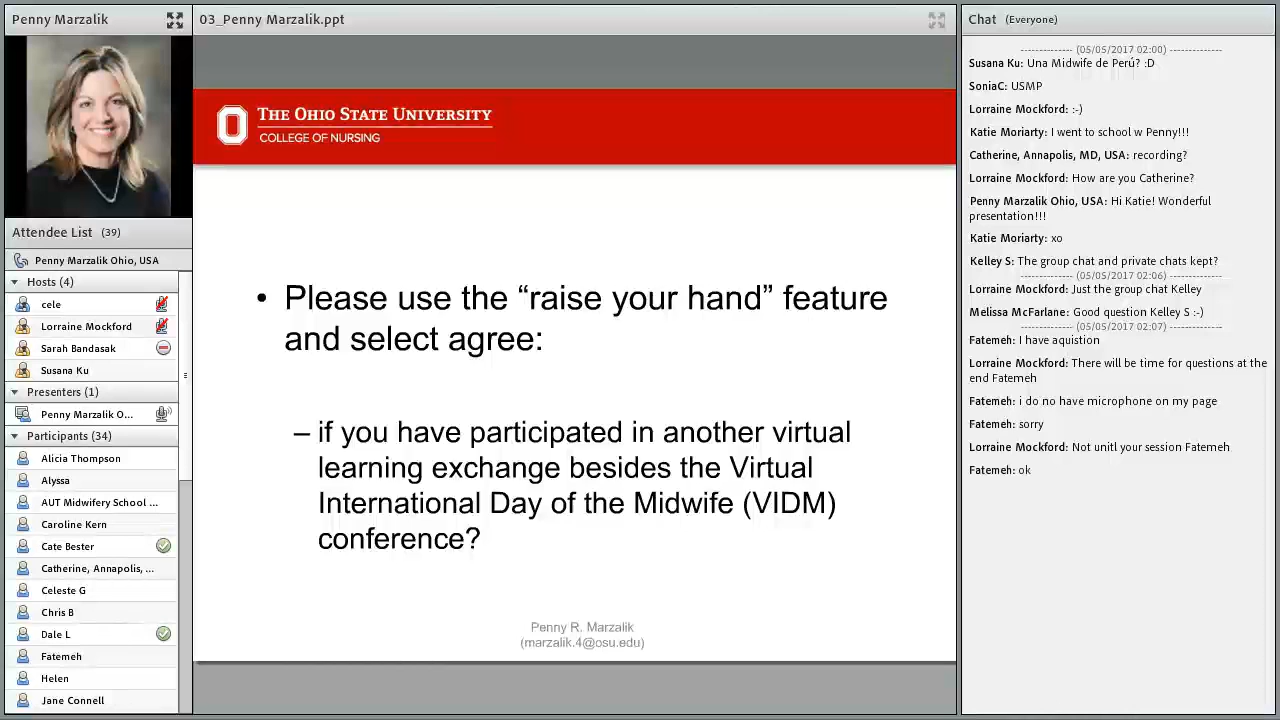 Penny Marzalik
Attendee List (39)
Penny Marzalik Ohio, USA
Hosts (4)
cele
Lorraine Mockford
Sarah Bandasak
Susana Ku
Presenters (1)
Penny Marzalik O...
Participants (34)
Alicia Thompson
Alyssa
AUT Midwifery School ...
Caroline Kern
Cate Bester
Catherine, Annapolis, ...
Celeste G
Chris B
Dale L
Fatemeh
Helen
Jane Connell
03_Penny Marzalik.ppt
THE OHIO STATE UNIVERSITY
COLLEGE OF NURSING
• Please use the “raise your hand” feature
and select agree:
– if you have participated in another virtual
learning exchange besides the Virtual
International Day of the Midwife (VIDM)
conference?
Penny R. Marzalik
(marzalik.4@osu.edu)
Chat (Everyone)
-------------- (05/05/2017 02:00) --------------
Susana Ku: Una Midwife de Perú? :D
SoniaC: USMP
Lorraine Mockford: :-)
Katie Moriarty: I went to school w Penny!!!
Catherine, Annapolis, MD, USA: recording?
Lorraine Mockford: How are you Catherine?
Penny Marzalik Ohio, USA: Hi Katie! Wonderful
presentation!!!
Katie Moriarty: xo
Kelley S: The group chat and private chats kept?
-------------- (05/05/2017 02:06) --------------
Lorraine Mockford: Just the group chat Kelley
Melissa McFarlane: Good question Kelley S :-)
-------------- (05/05/2017 02:07) --------------
Fatemeh: I have aquistion
Lorraine Mockford: There will be time for questions at the
end Fatemeh
Fatemeh: i do no have microphone on my page
Fatemeh: sorry
Lorraine Mockford: Not unitl your session Fatemeh
Fatemeh: ok